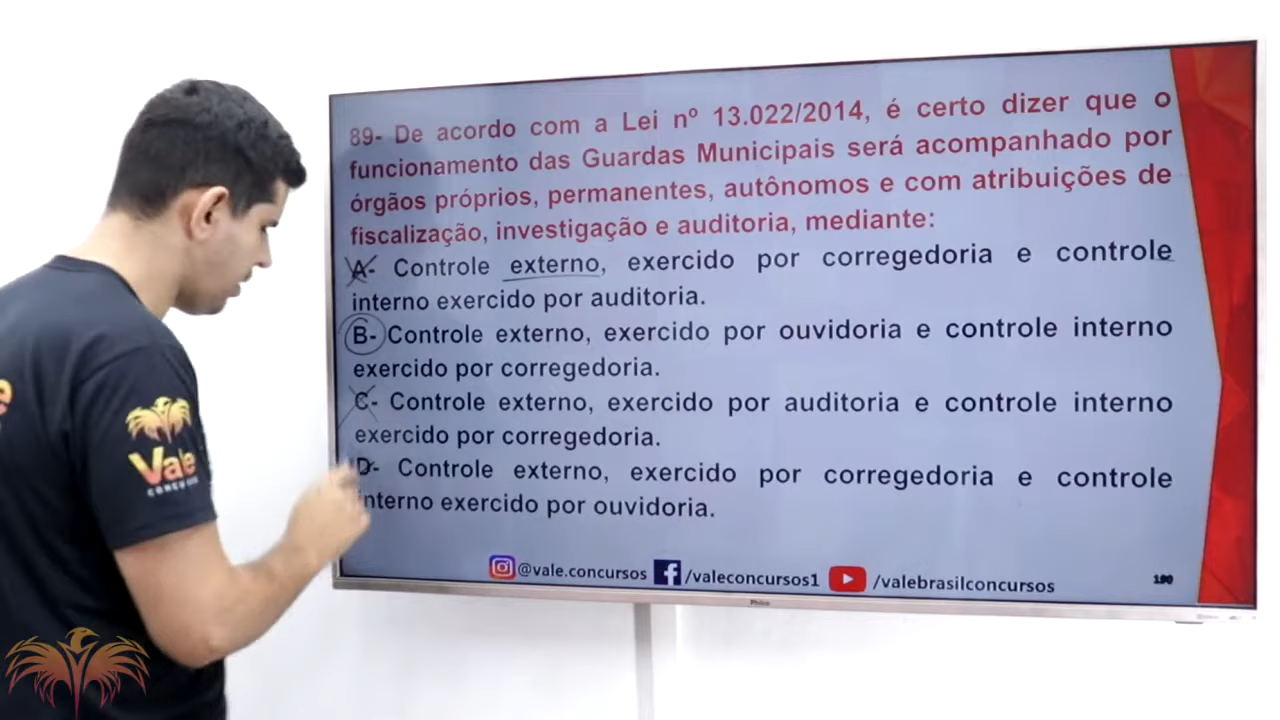 89- De acordo com a Lei nº 13.022/2014, é certo dizer que o
funcionamento das Guardas Municipais será acompanhado por
órgãos próprios, permanentes, autônomos e com atribuições de
fiscalização, investigação e auditoria, mediante:
A- Controle externo, exercido por corregedoria e controle
interno exercido por auditoria.
B- Controle externo, exercido por ouvidoria e controle interno
exercido por corregedoria.
C- Controle externo, exercido por auditoria e controle interno
exercido por corregedoria.
D- Controle externo, exercido por corregedoria e controle
interno exercido por ouvidoria.
@vale.concursos /valeconcursos1 /valebrasilconcursos
190
Philco
Vale
CONCURSOS